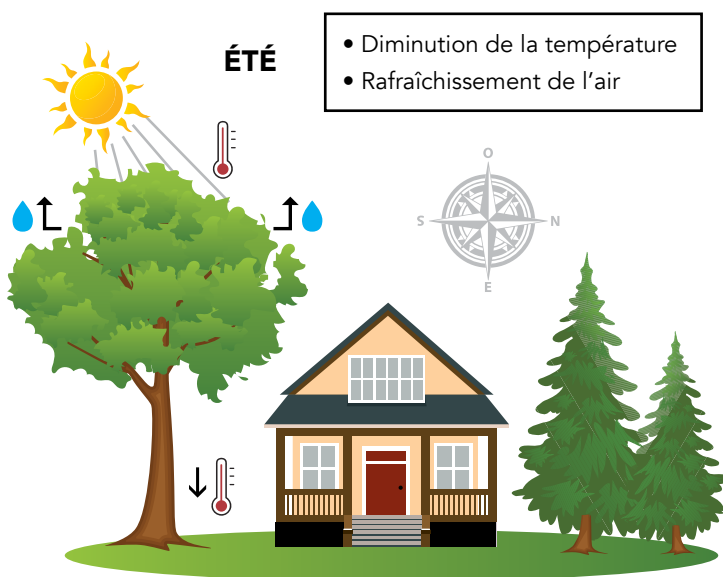 ÉTÉ
• Diminution de la température
• Rafraîchissement de l'air
O
S
N
E